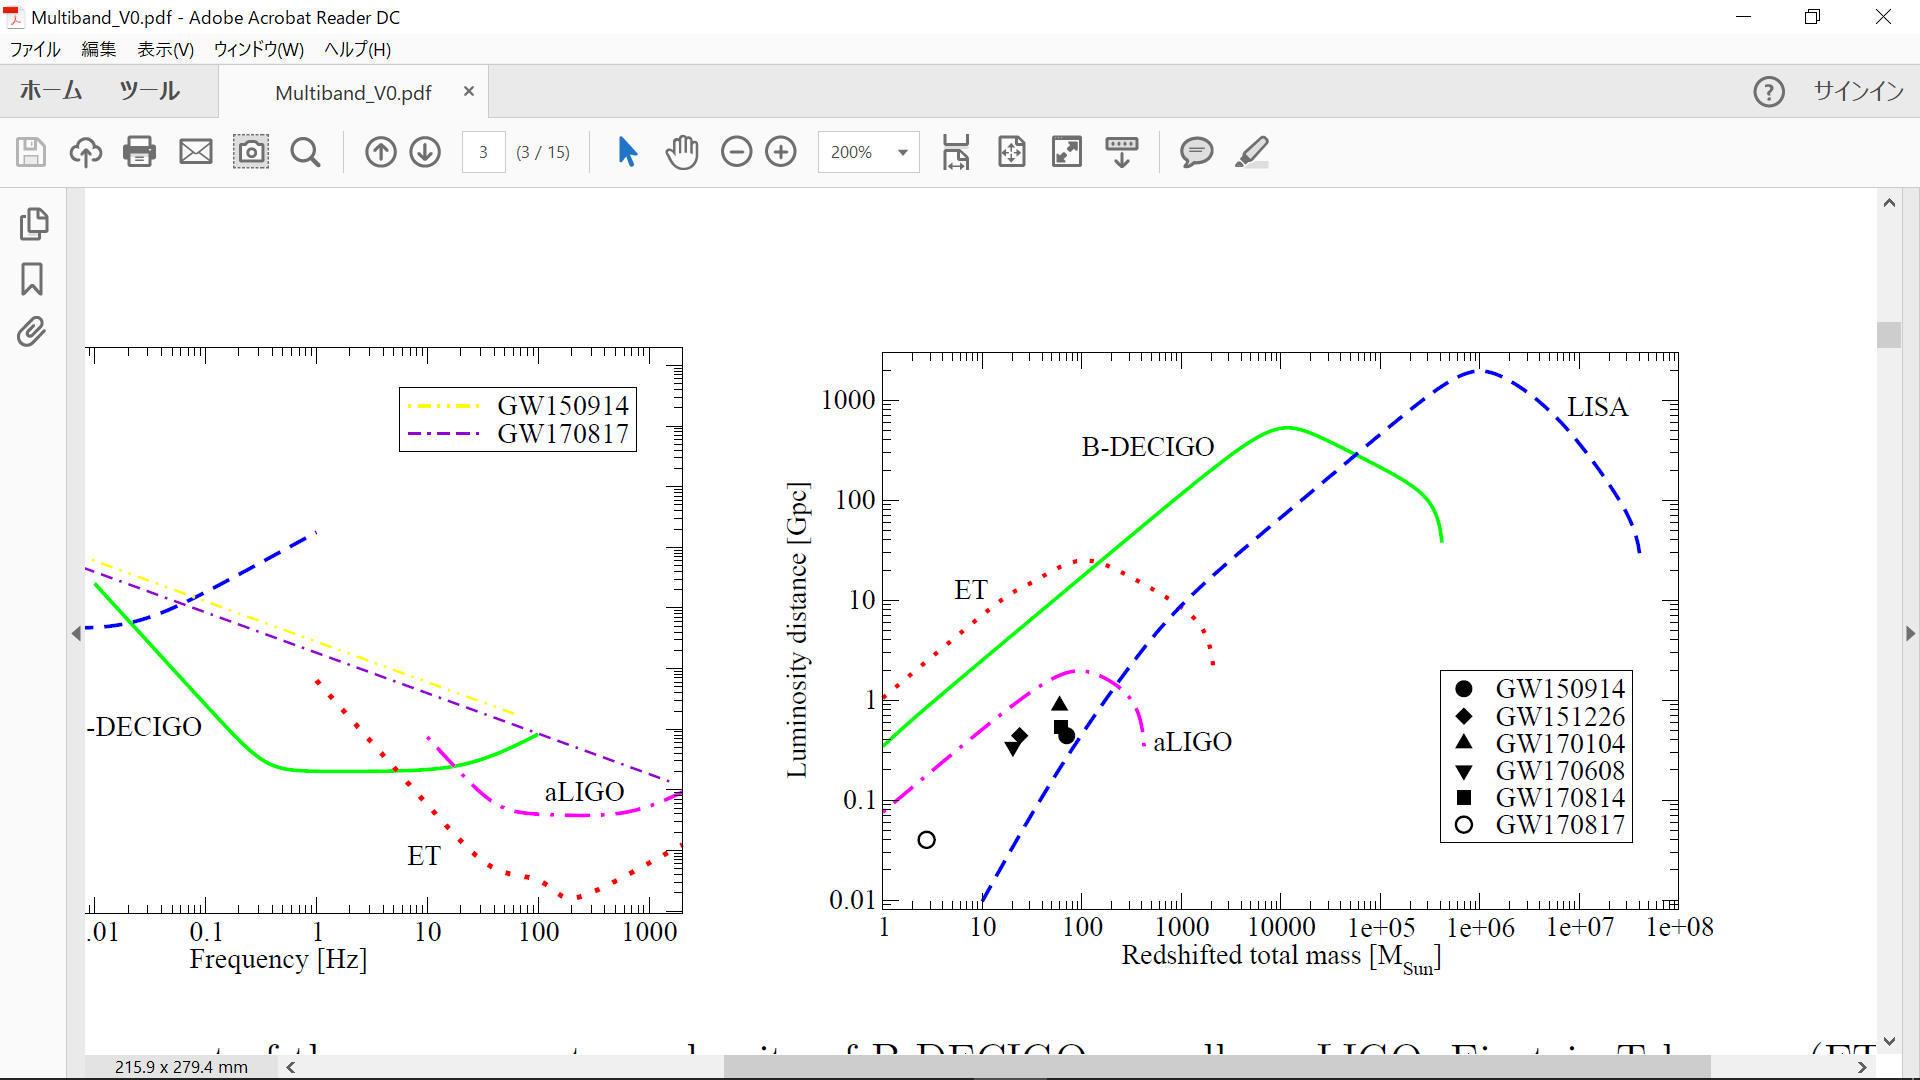 Multiband_V0.pdf - Adobe Acrobat Reader DC
ファイル 編集 表示(V) ウィンドウ(W) ヘルプ(H)
ホーム ツール Multiband_V0.pdf × サインイン
3 (3 / 15) 200%
GW150914
GW170817
-DECIGO
aLIGO
ET
.01 0.1 1 10 100 1000
Frequency [Hz]
1000
100
10
1
0.1
0.01
Luminosity distance [Gpc]
LISA
B-DECIGO
ET
aLIGO
GW150914
GW151226
GW170104
GW170608
GW170814
GW170817
1 10 100 1000 10000 1e+05 1e+06 1e+07 1e+08
Redshifted total mass [MSun]
215.9 x 279.4 mm